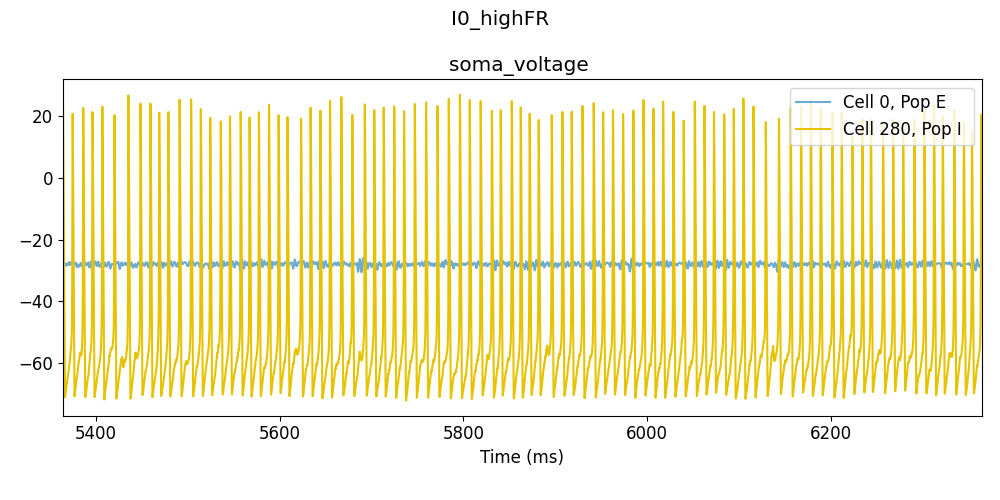 I0_highFR
soma_voltage
Cell 0, Pop E
Cell 280, Pop I
20
0
−20
−40
−60
5400 5600 5800 6000 6200
Time (ms)